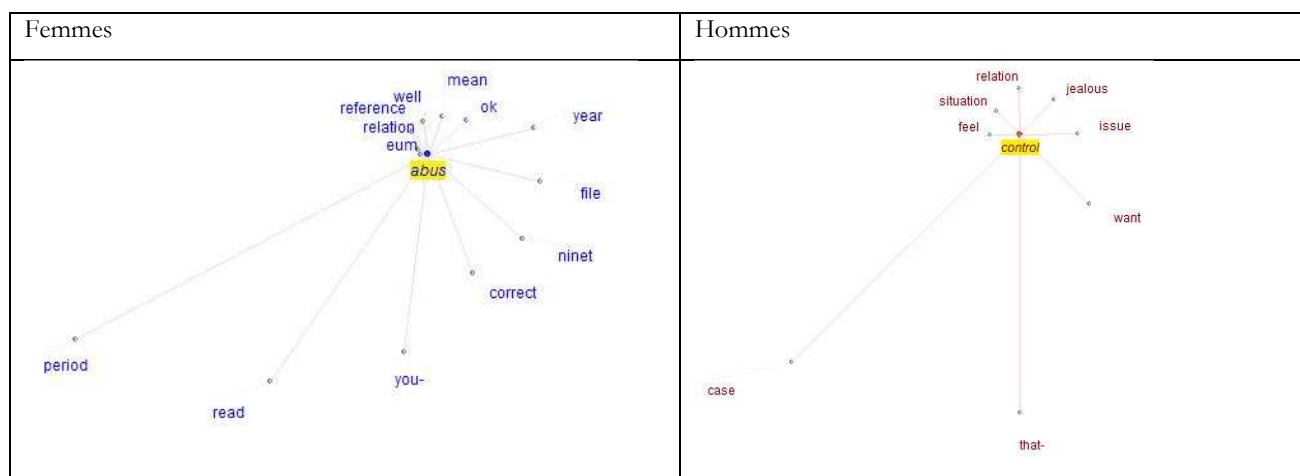 Femmes
Hommes
mean
well
ok
reference
year
relation
eum
abus
file
ninet
correct
period
you-
read
relation
jealous
situation
feel
issue
control
want
case
that-